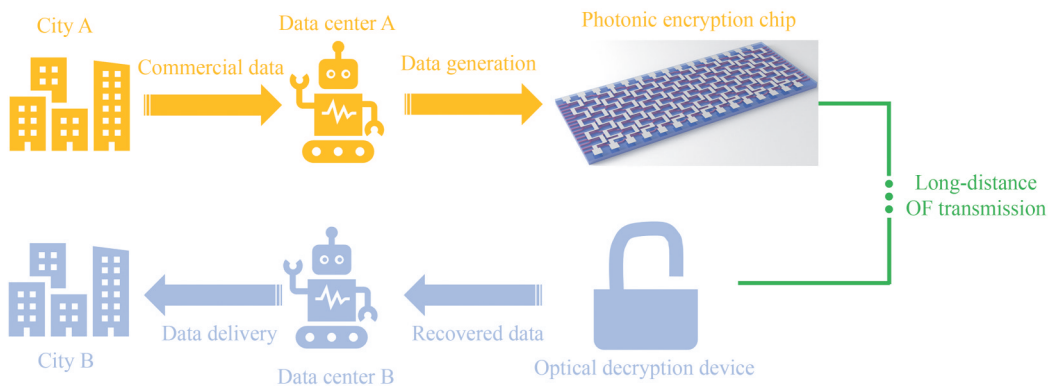 City A
Data center A
Photonic encryption chip
Commercial data
Data generation
Long-distance
OF transmission
Data delivery
Recovered data
City B
Data center B
Optical decryption device